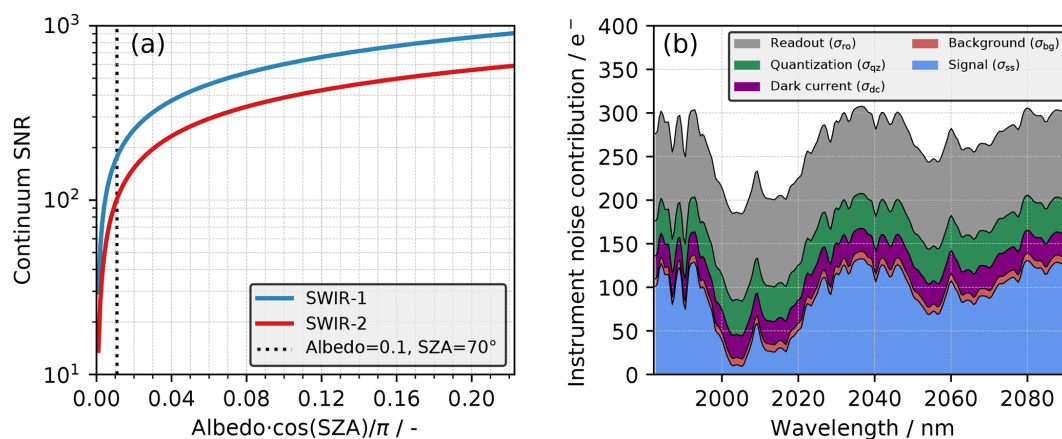 (a)
Continuum SNR
10³
10²
10¹
0.00 0.04 0.08 0.12 0.16 0.20
Albedo·cos(SZA)/π / -
SWIR-1
SWIR-2
Albedo=0.1, SZA=70°
(b)
Instrument noise contribution / e⁻
400
350
300
250
200
150
100
50
0
2000 2020 2040 2060 2080
Wavelength / nm
Readout (σro)
Quantization (σqz)
Dark current (σdc)
Background (σbg)
Signal (σss)